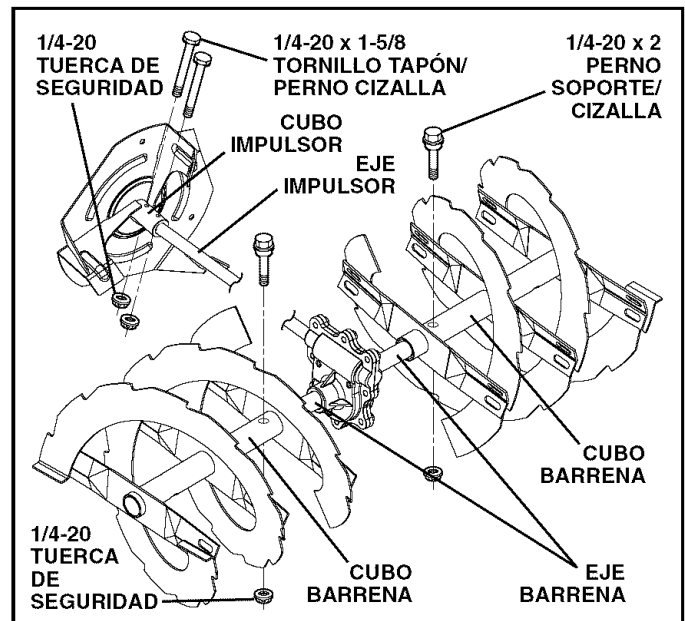 1/4-20
TUERCA DE
SEGURIDAD
1/4-20 x 1-5/8
TORNILLO TAPÓN/
PERNO CIZALLA
1/4-20 x 2
PERNO
SOPORTE/
CIZALLA
CUBO
IMPULSOR
EJE
IMPULSOR
CUBO
BARRENA
1/4-20
TUERCA
DE
SEGURIDAD
CUBO
BARRENA
EJE
BARRENA